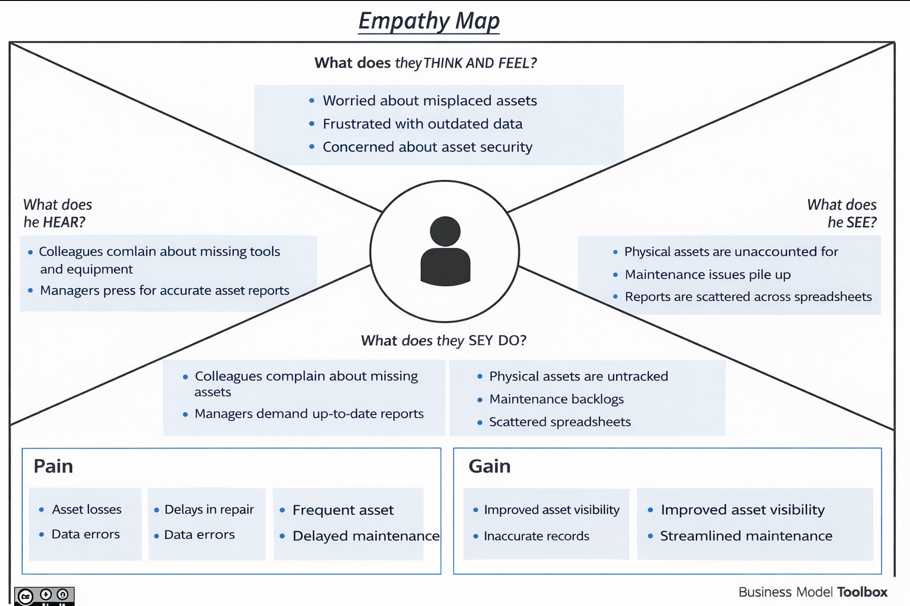 Empathy Map
What does they THINK AND FEEL?
• Worried about misplaced assets
• Frustrated with outdated data
• Concerned about asset security
What does
he HEAR?
• Colleagues comlain about missing tools
and equipment
• Managers press for accurate asset reports
What does
he SEE?
• Physical assets are unaccounted for
• Maintenance issues pile up
• Reports are scattered across spreadsheets
What does they SEY DO?
• Colleagues complain about missing
assets
• Managers demand up-to-date reports
• Physical assets are untracked
• Maintenance backlogs
• Scattered spreadsheets
Pain
• Asset losses
• Data errors
• Delays in repair
• Data errors
• Frequent asset
• Delayed maintenance
Gain
• Improved asset visibility
• Inaccurate records
• Improved asset visibility
• Streamlined maintenance
cc
Business Model Toolbox